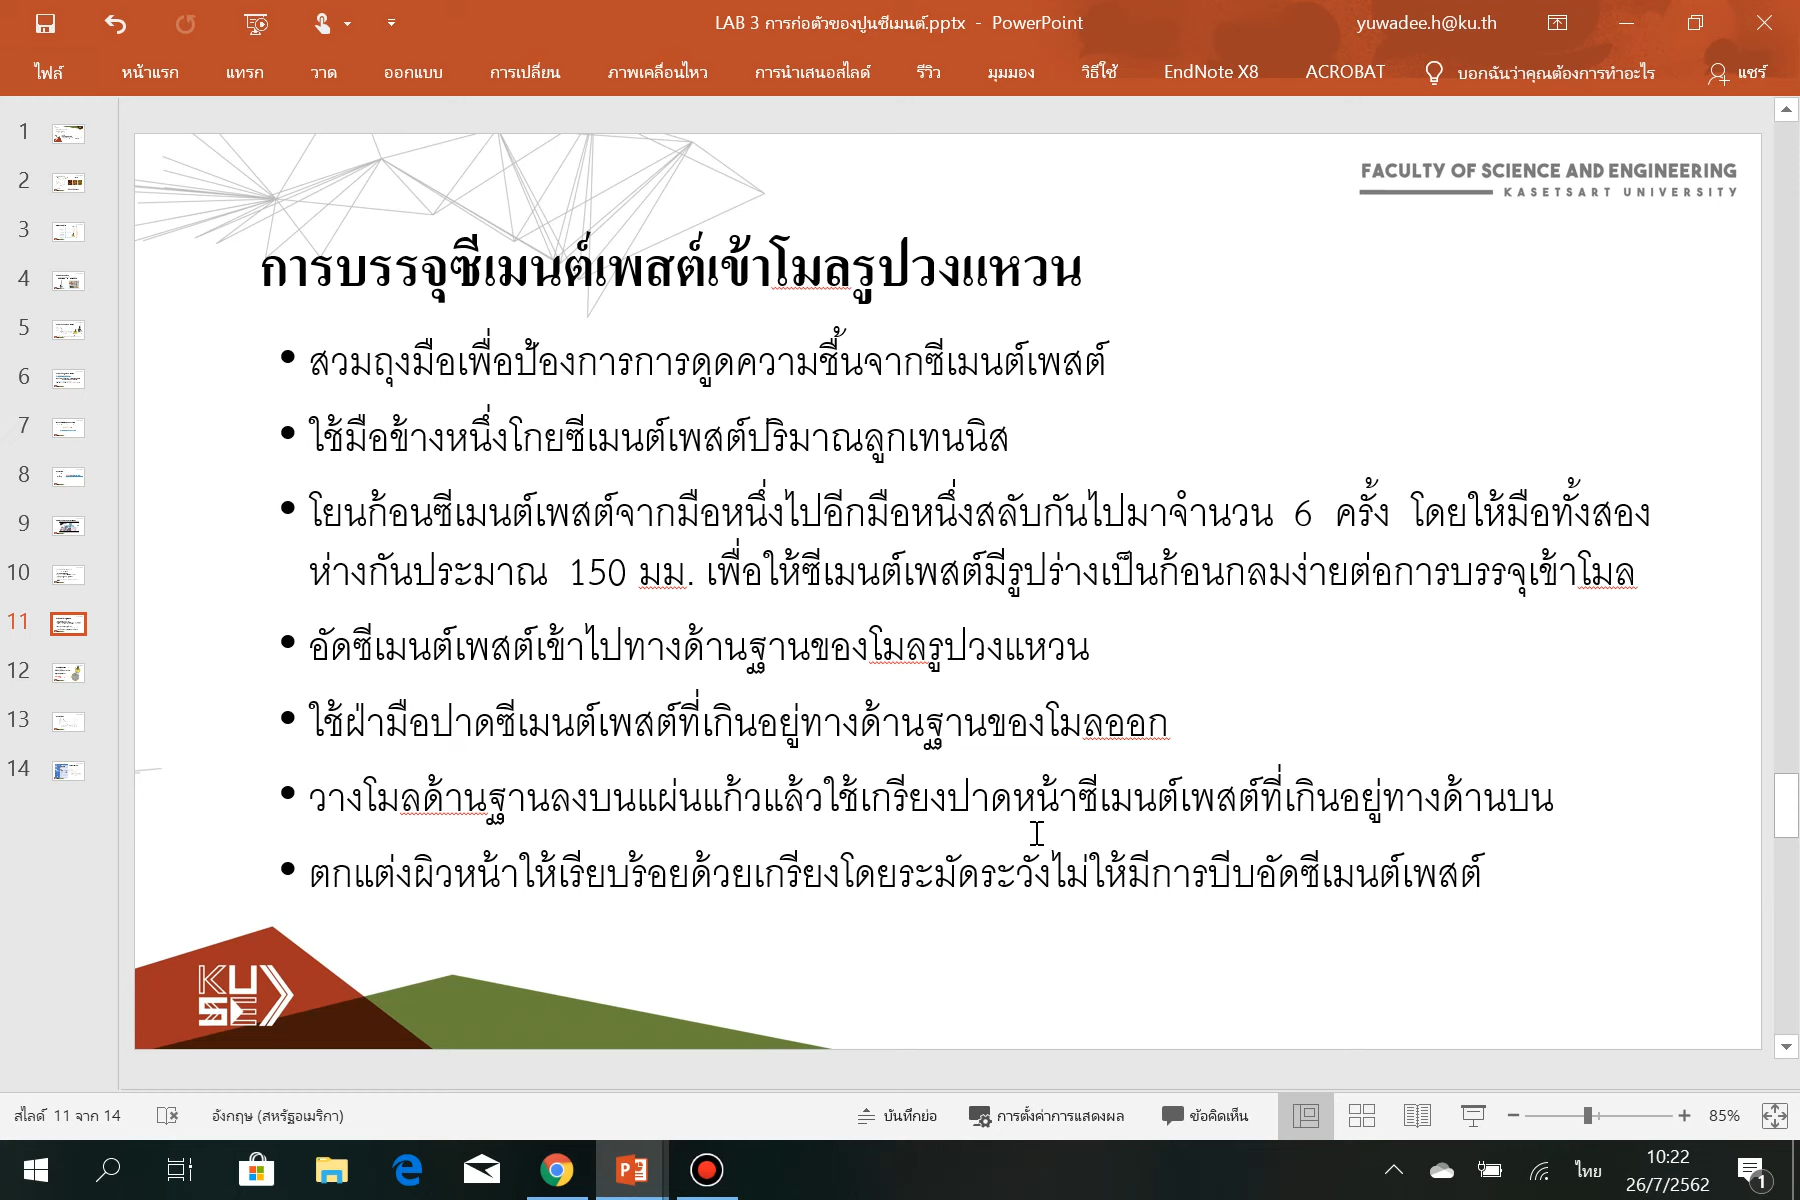 LAB 3 การก่อตัวของปูนซีเมนต์.pptx - PowerPoint
yuwadee.h@ku.th
ไฟล์ หน้าแรก แทรก วาด ออกแบบ การเปลี่ยน ภาพเคลื่อนไหว การนำเสนอสไลด์ รีวิว มุมมอง วิธีใช้ EndNote X8 ACROBAT บอกฉันว่าคุณต้องการทำอะไร แชร์
1
2
3
4
5
6
7
8
9
10
11
12
13
14
FACULTY OF SCIENCE AND ENGINEERING
KASETSART UNIVERSITY
การบรรจุซีเมนต์เพสต์เข้าโมลรูปวงแหวน
• สวมถุงมือเพื่อป้องการการดูดความชื้นจากซีเมนต์เพสต์
• ใช้มือข้างหนึ่งโกยซีเมนต์เพสต์ปริมาณลูกเทนนิส
• โยนก้อนซีเมนต์เพสต์จากมือหนึ่งไปอีกมือหนึ่งสลับกันไปมาจำนวน 6 ครั้ง โดยให้มือทั้งสอง
ห่างกันประมาณ 150 มม. เพื่อให้ซีเมนต์เพสต์มีรูปร่างเป็นก้อนกลมง่ายต่อการบรรจุเข้าโมล
• อัดซีเมนต์เพสต์เข้าไปทางด้านฐานของโมลรูปวงแหวน
• ใช้ฝ่ามือปาดซีเมนต์เพสต์ที่เกินอยู่ทางด้านฐานของโมลออก
• วางโมลด้านฐานลงบนแผ่นแก้วแล้วใช้เกรียงปาดหน้าซีเมนต์เพสต์ที่เกินอยู่ทางด้านบน
• ตกแต่งผิวหน้าให้เรียบร้อยด้วยเกรียงโดยระมัดระวังไม่ให้มีการบีบอัดซีเมนต์เพสต์
KU
SE
สไลด์ 11 จาก 14 อังกฤษ (สหรัฐอเมริกา) บันทึกย่อ การตั้งค่าการแสดงผล ข้อคิดเห็น 85%
ไทย
10:22
26/7/2562
1